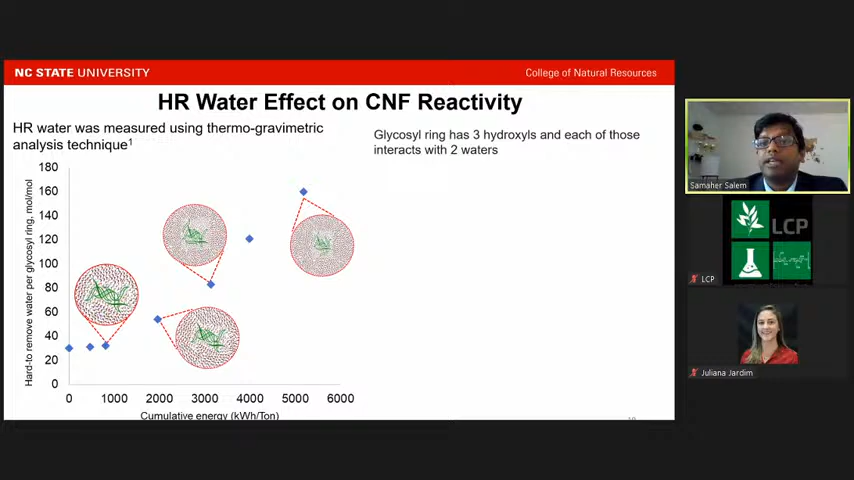 NC STATE UNIVERSITY
College of Natural Resources
HR Water Effect on CNF Reactivity
HR water was measured using thermo-gravimetric
analysis technique1
Glycosyl ring has 3 hydroxyls and each of those
interacts with 2 waters
Hard-to remove water per glycosyl ring, mol/mol
180
160
140
120
100
80
60
40
20
0
0 1000 2000 3000 4000 5000 6000
Cumulative energy (kWh/Ton)
Samaher Salem
LCP
LCP
Juliana Jardim